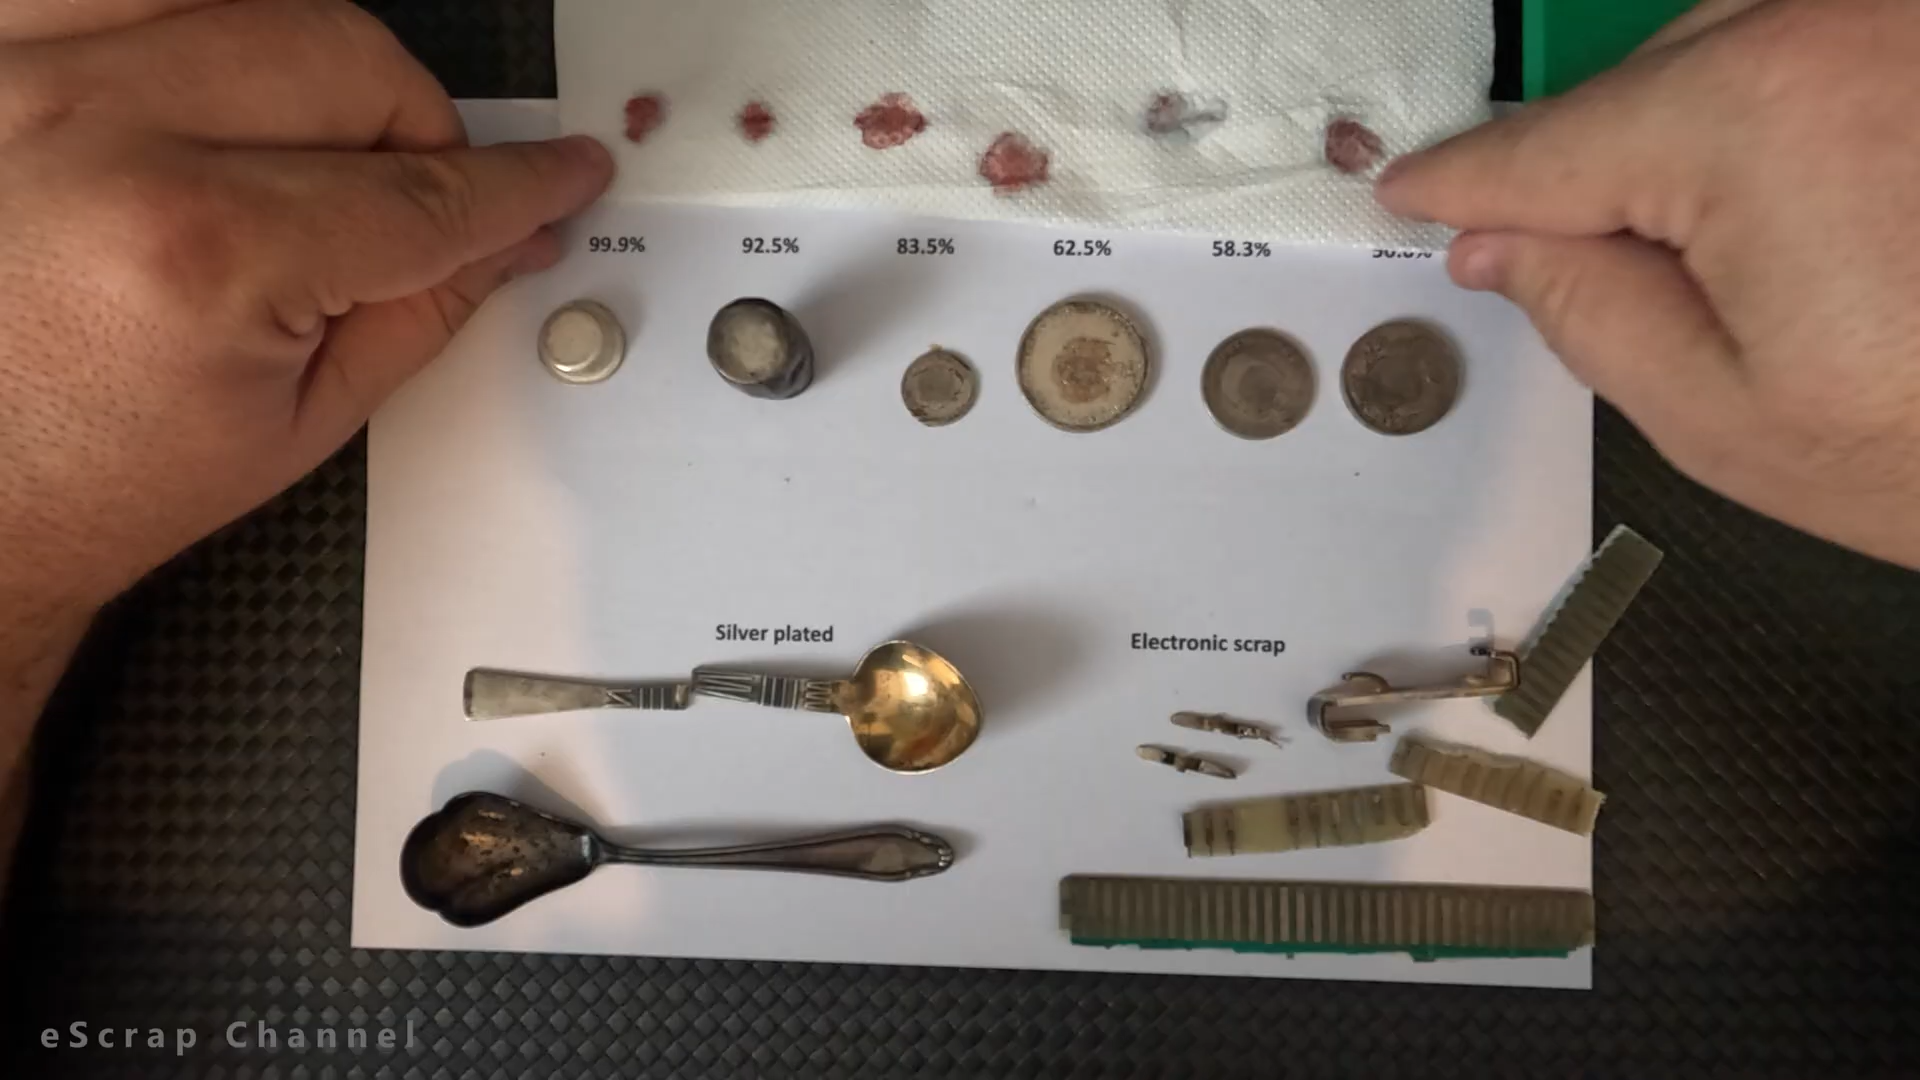 99.9% 92.5% 83.5% 62.5% 58.3%
Silver plated
Electronic scrap
eScrap Channel